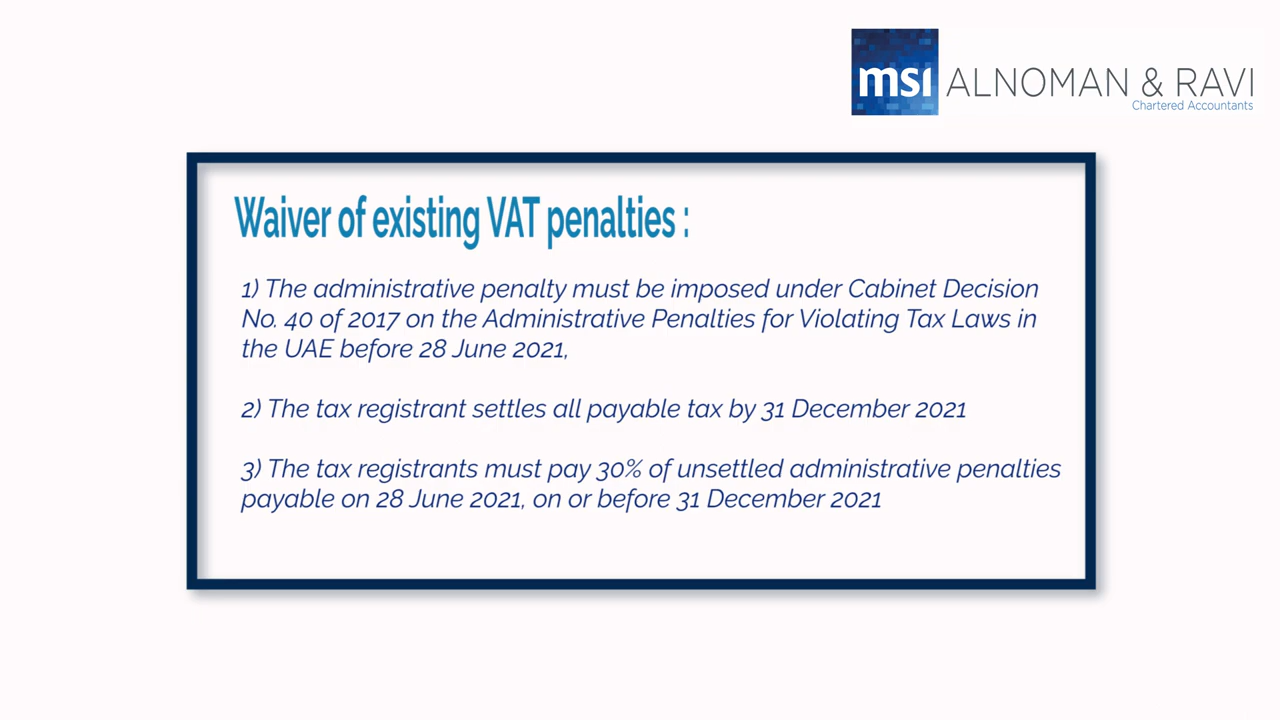 msi ALNOMAN & RAVI
Chartered Accountants
Waiver of existing VAT penalties :
1) The administrative penalty must be imposed under Cabinet Decision
No. 40 of 2017 on the Administrative Penalties for Violating Tax Laws in
the UAE before 28 June 2021,
2) The tax registrant settles all payable tax by 31 December 2021
3) The tax registrants must pay 30% of unsettled administrative penalties
payable on 28 June 2021, on or before 31 December 2021